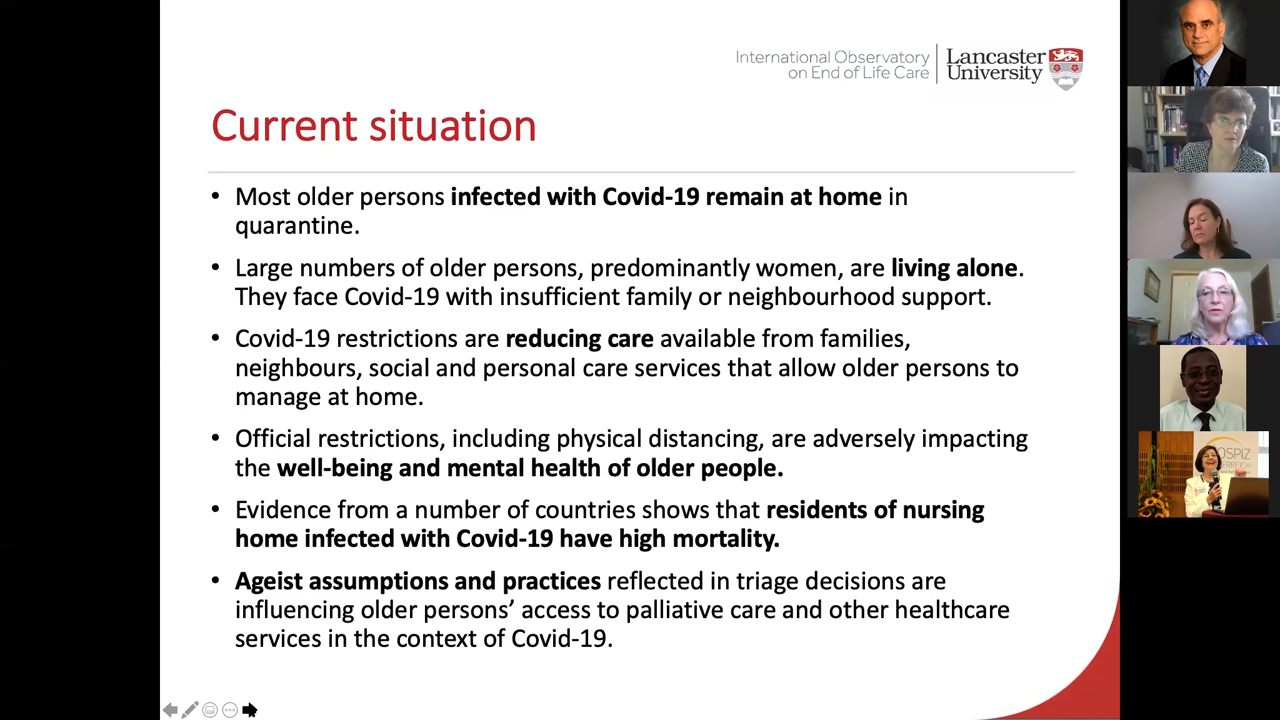 International Observatory
on End of Life Care
Lancaster
University
Current situation
• Most older persons infected with Covid-19 remain at home in
quarantine.
• Large numbers of older persons, predominantly women, are living alone.
They face Covid-19 with insufficient family or neighbourhood support.
• Covid-19 restrictions are reducing care available from families,
neighbours, social and personal care services that allow older persons to
manage at home.
• Official restrictions, including physical distancing, are adversely impacting
the well-being and mental health of older people.
• Evidence from a number of countries shows that residents of nursing
home infected with Covid-19 have high mortality.
• Ageist assumptions and practices reflected in triage decisions are
influencing older persons’ access to palliative care and other healthcare
services in the context of Covid-19.
OSPIZ